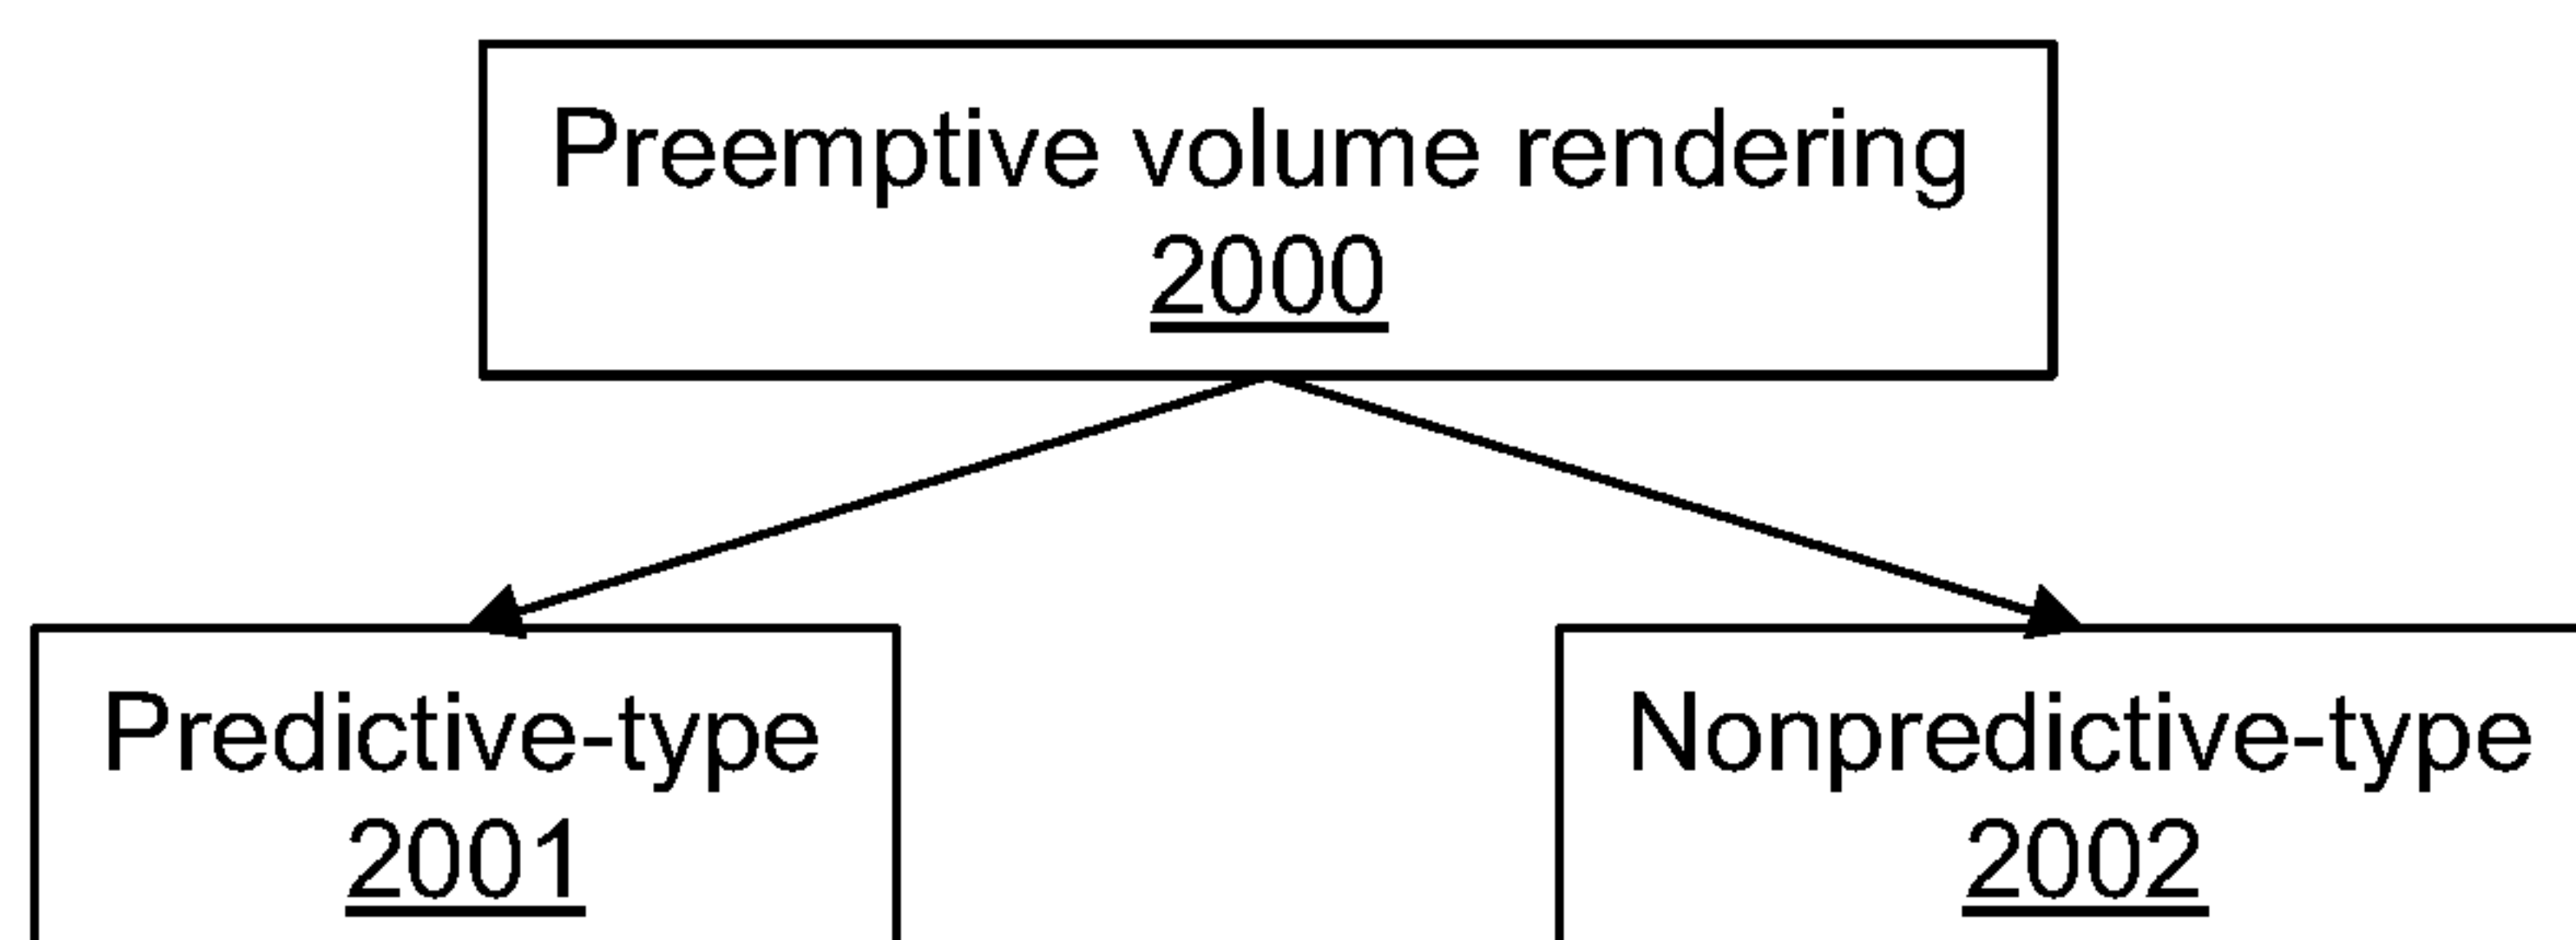 Preemptive volume rendering
2000
Predictive-type
2001
Nonpredictive-type
2002